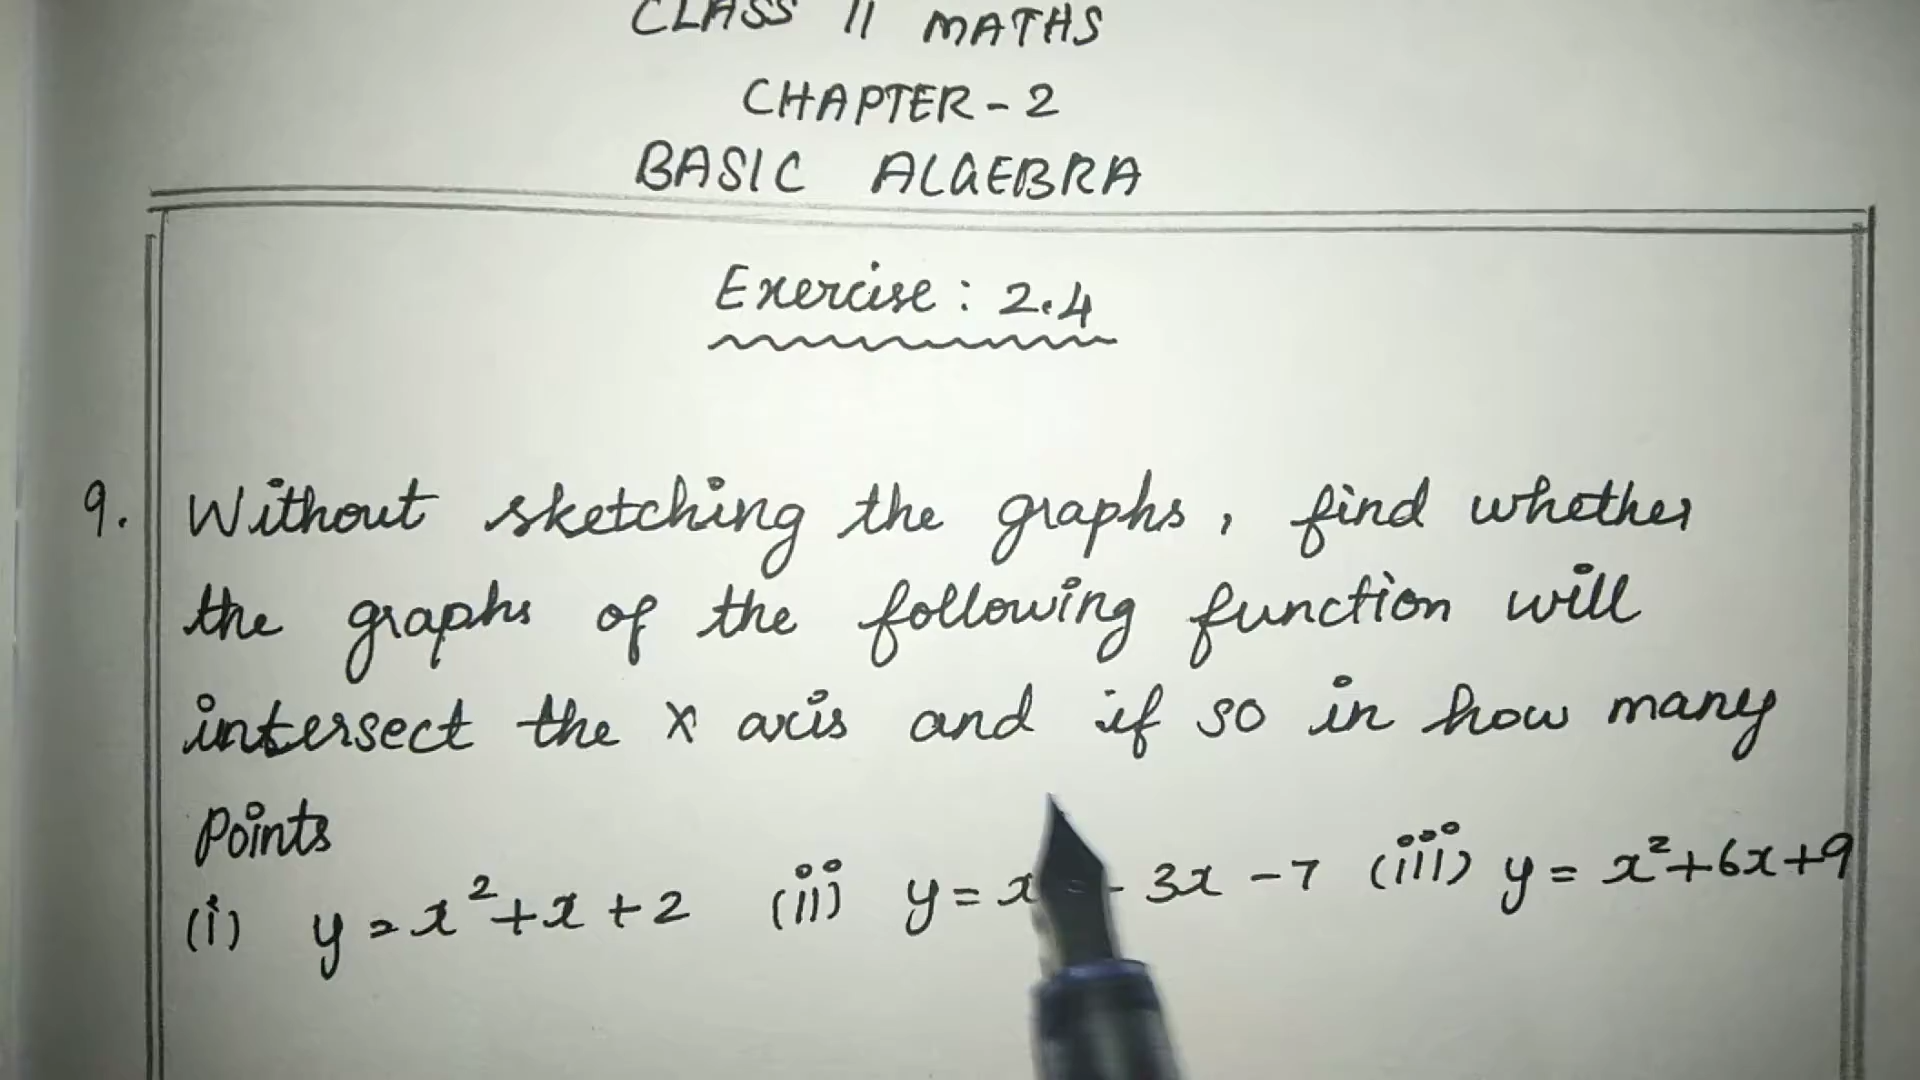 CLASS 11 MATHS
CHAPTER - 2
BASIC ALGEBRA
Exercise : 2.4
9. Without sketching the graphs, find whether
the graphs of the following function will
intersect the x axis and if so in how many
Points
(i) y = x²+x+2 (ii) y = x - 3x - 7 (iii) y = x²+6x+9